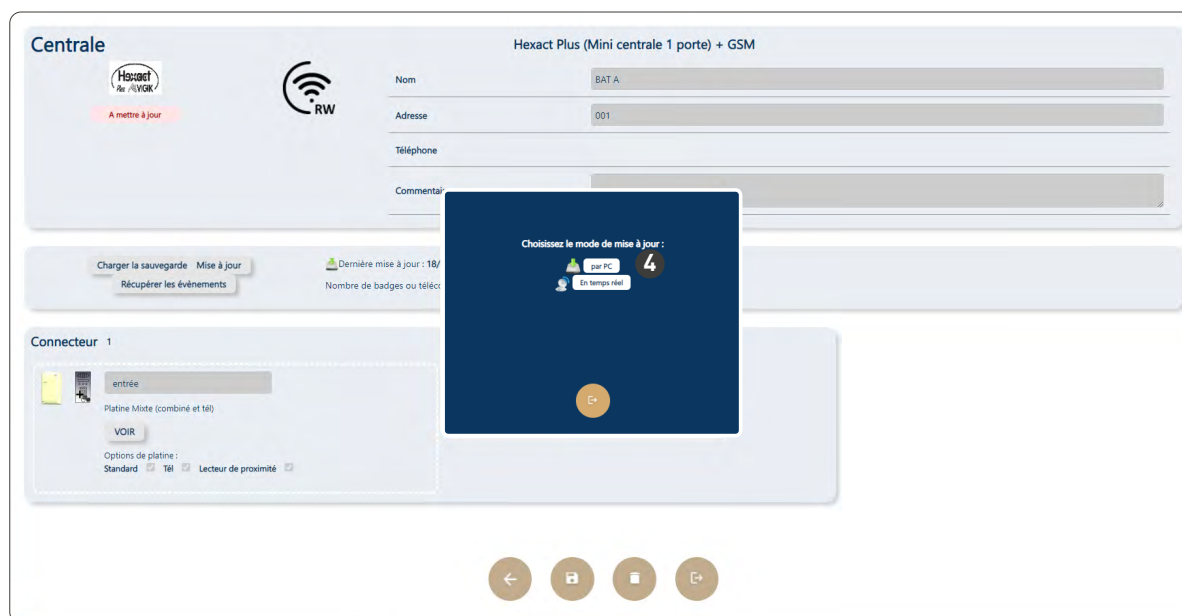 Centrale
Hexact Plus (Mini centrale 1 porte) + GSM
Hexact
Plus VIGIK
A mettre à jour
RW
Nom
BAT A
Adresse
001
Téléphone
Commentai
Choisissez le mode de mise à jour :
par PC
4
En temps réel
Charger la sauvegarde
Mise à jour
Récupérer les évènements
Dernière mise à jour : 18/
Nombre de badges ou téléco
Connecteur 1
entrée
Platine Mixte (combiné et tél)
VOIR
Options de platine :
Standard Tél Lecteur de proximité